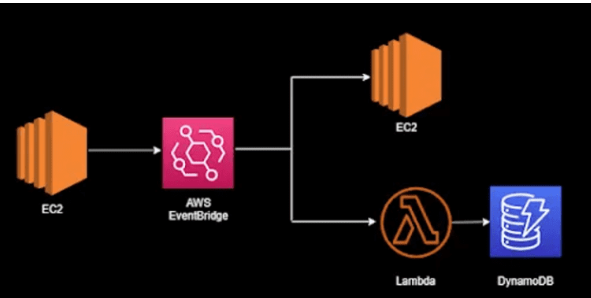 EC2
AWS
EventBridge
EC2
Lambda
DynamoDB